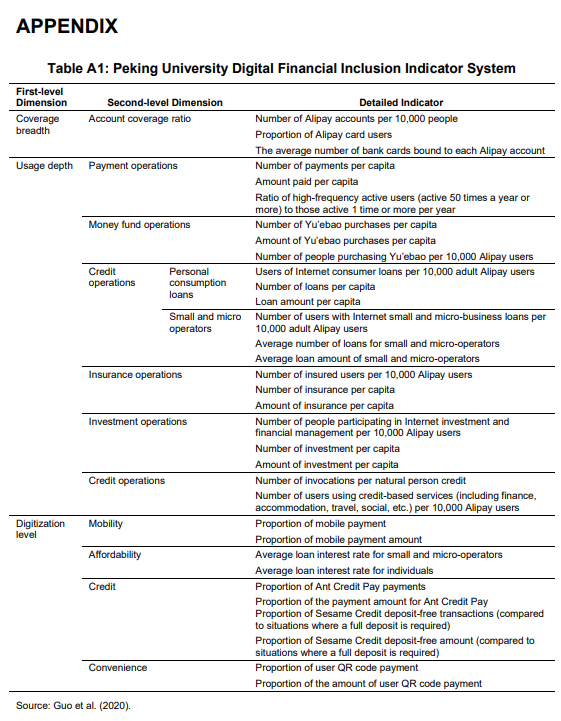 APPENDIX
Table A1: Peking University Digital Financial Inclusion Indicator System
First-level
Dimension
Second-level Dimension
Detailed Indicator
Coverage
breadth
Account coverage ratio
Number of Alipay accounts per 10,000 people
Proportion of Alipay card users
The average number of bank cards bound to each Alipay account
Usage depth
Payment operations
Number of payments per capita
Amount paid per capita
Ratio of high-frequency active users (active 50 times a year or
more) to those active 1 time or more per year
Money fund operations
Number of Yu'ebao purchases per capita
Amount of Yu'ebao purchases per capita
Number of people purchasing Yu'ebao per 10,000 Alipay users
Credit
operations
Personal
consumption
loans
Users of Internet consumer loans per 10,000 adult Alipay users
Number of loans per capita
Loan amount per capita
Small and micro
operators
Number of users with Internet small and micro-business loans per
10,000 adult Alipay users
Average number of loans for small and micro-operators
Average loan amount of small and micro-operators
Insurance operations
Number of insured users per 10,000 Alipay users
Number of insurance per capita
Amount of insurance per capita
Investment operations
Number of people participating in Internet investment and
financial management per 10,000 Alipay users
Number of investment per capita
Amount of investment per capita
Credit operations
Number of invocations per natural person credit
Number of users using credit-based services (including finance,
accommodation, travel, social, etc.) per 10,000 Alipay users
Digitization
level
Mobility
Proportion of mobile payment
Proportion of mobile payment amount
Affordability
Average loan interest rate for small and micro-operators
Average loan interest rate for individuals
Credit
Proportion of Ant Credit Pay payments
Proportion of the payment amount for Ant Credit Pay
Proportion of Sesame Credit deposit-free transactions (compared
to situations where a full deposit is required)
Proportion of Sesame Credit deposit-free amount (compared to
situations where a full deposit is required)
Convenience
Proportion of user QR code payment
Proportion of the amount of user QR code payment
Source: Guo et al. (2020).